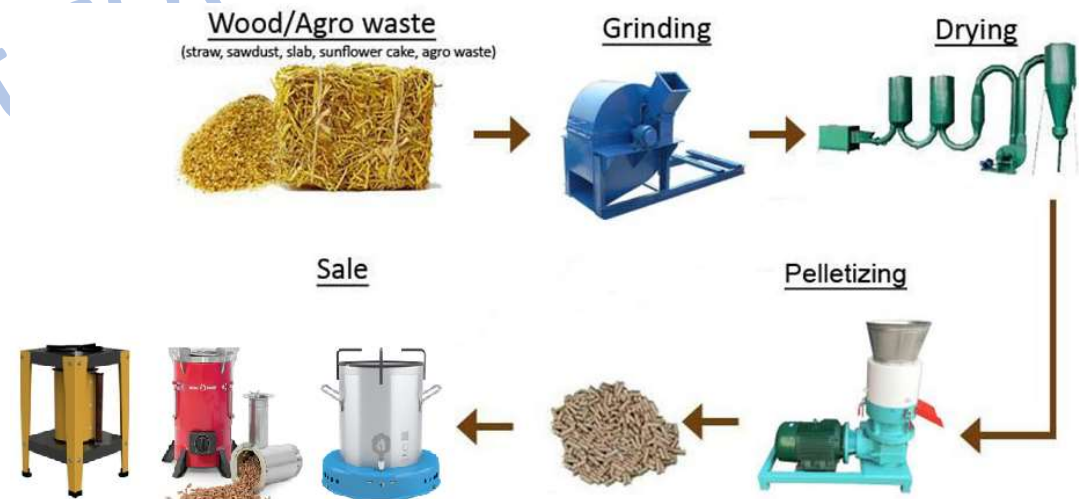 Wood/Agro waste
(straw, sawdust, slab, sunflower cake, agro waste)
Grinding
Drying
Pelletizing
Sale